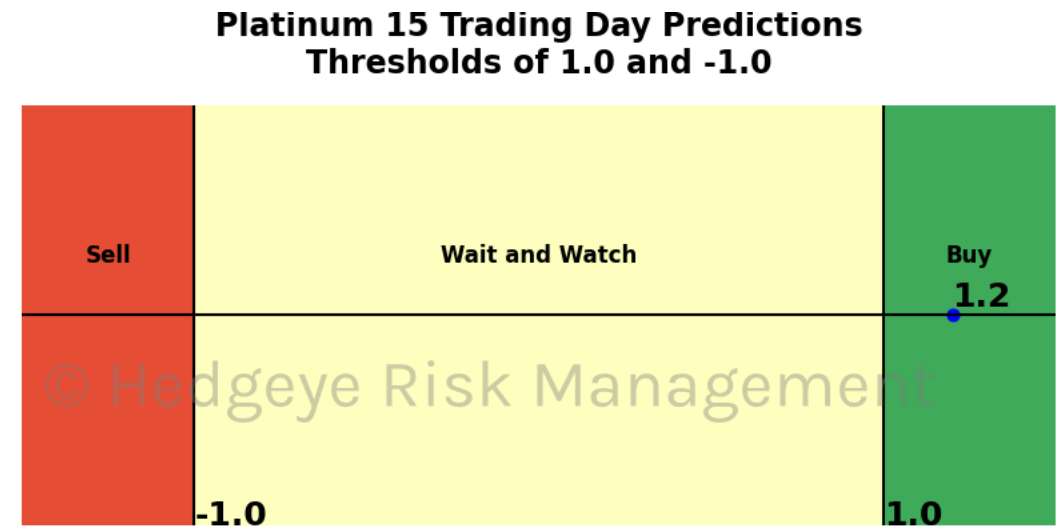 Platinum 15 Trading Day Predictions
Thresholds of 1.0 and -1.0
Sell
Wait and Watch
Buy
1.2
© Hedgeye Risk Management
-1.0
1.0